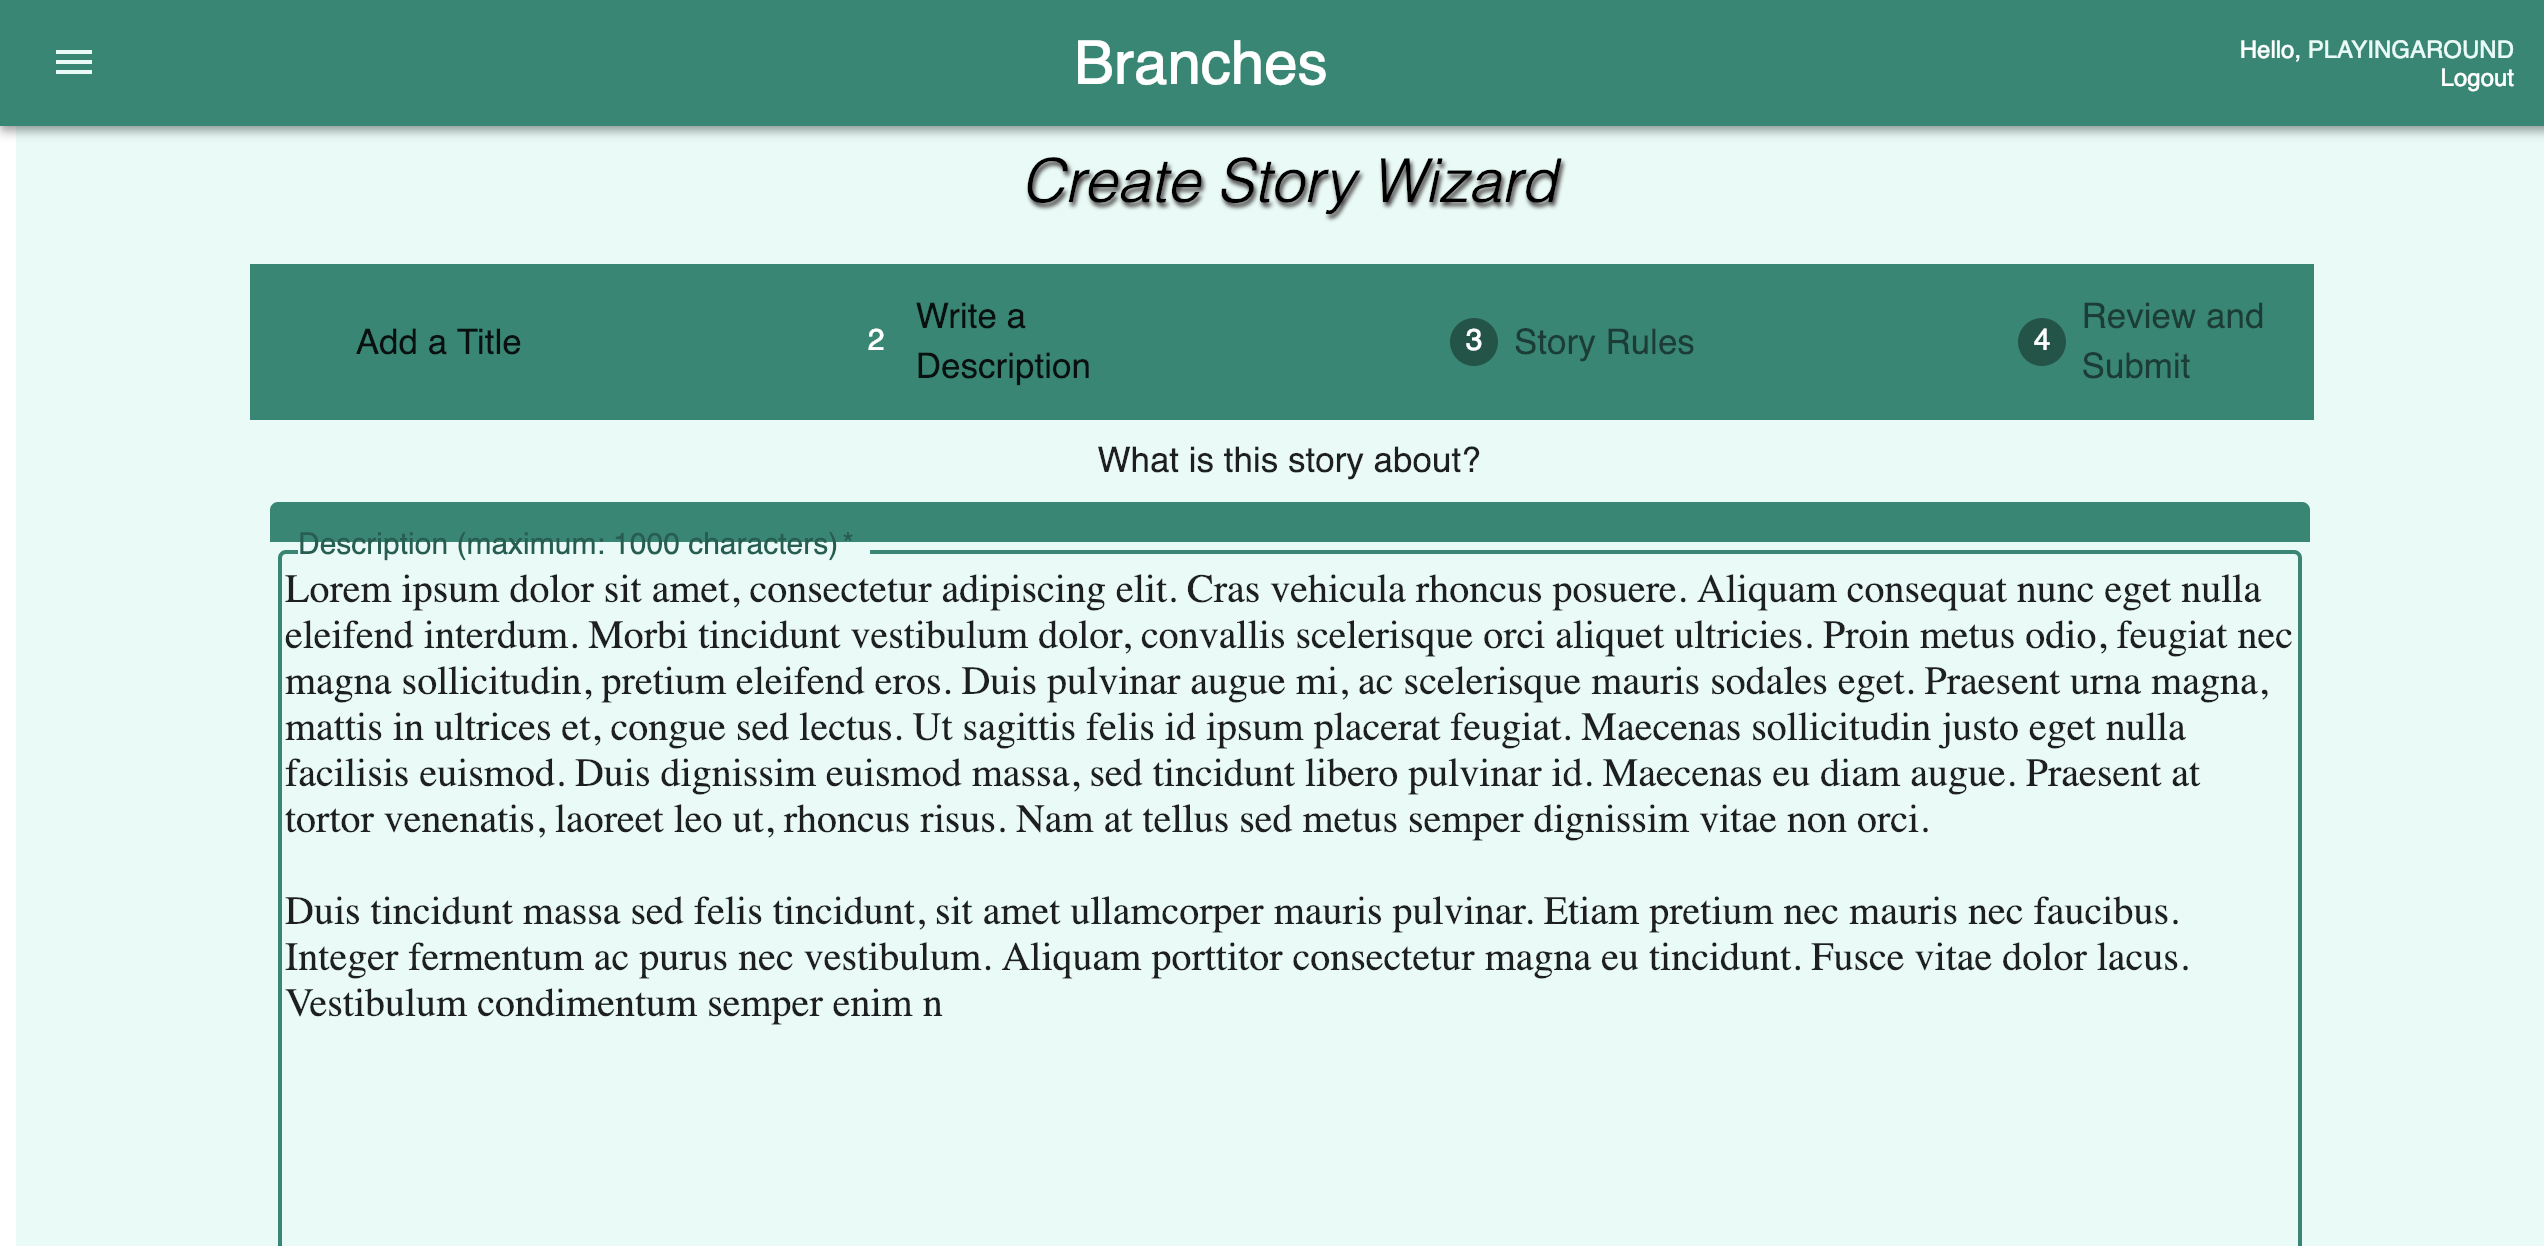 Branches
Hello, PLAYINGAROUND
Logout
Create Story Wizard
Add a Title
2 Write a
Description
3 Story Rules
4 Review and
Submit
What is this story about?
Description (maximum: 1000 characters) *
Lorem ipsum dolor sit amet, consectetur adipiscing elit. Cras vehicula rhoncus posuere. Aliquam consequat nunc eget nulla
eleifend interdum. Morbi tincidunt vestibulum dolor, convallis scelerisque orci aliquet ultricies. Proin metus odio, feugiat nec
magna sollicitudin, pretium eleifend eros. Duis pulvinar augue mi, ac scelerisque mauris sodales eget. Praesent urna magna,
mattis in ultrices et, congue sed lectus. Ut sagittis felis id ipsum placerat feugiat. Maecenas sollicitudin justo eget nulla
facilisis euismod. Duis dignissim euismod massa, sed tincidunt libero pulvinar id. Maecenas eu diam augue. Praesent at
tortor venenatis, laoreet leo ut, rhoncus risus. Nam at tellus sed metus semper dignissim vitae non orci.
Duis tincidunt massa sed felis tincidunt, sit amet ullamcorper mauris pulvinar. Etiam pretium nec mauris nec faucibus.
Integer fermentum ac purus nec vestibulum. Aliquam porttitor consectetur magna eu tincidunt. Fusce vitae dolor lacus.
Vestibulum condimentum semper enim n